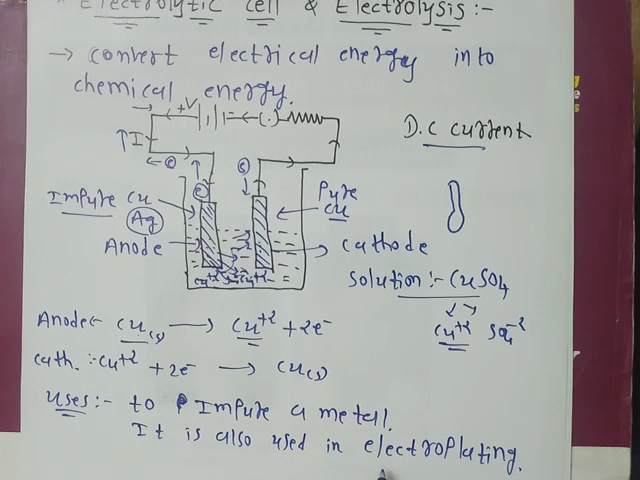 * Electrolytic cell & Electrolysis :-
→ convert electrical energy into
chemical energy.
+V
D.C current
↑I
e
e
e
Impure cu
Ag
Anode
Pure
cu
cathode
solution :- CuSO4
Cu+2 SO4-2
Anode:- Cu(s) → Cu+2 + 2e-
Cath. :- Cu+2 + 2e- → Cu(s)
uses :- to Impure a metall.
It is also used in electroplating.